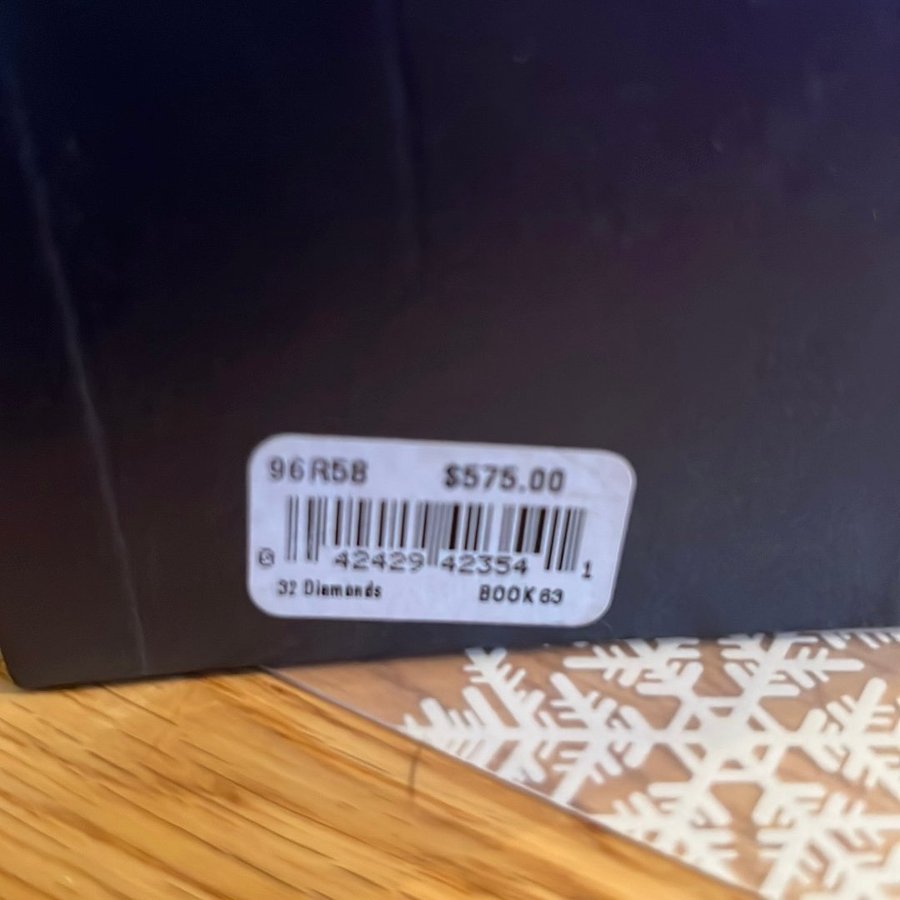 96R58 $575.00
0 42429 42354 1
32 Diamonds BOOK 63